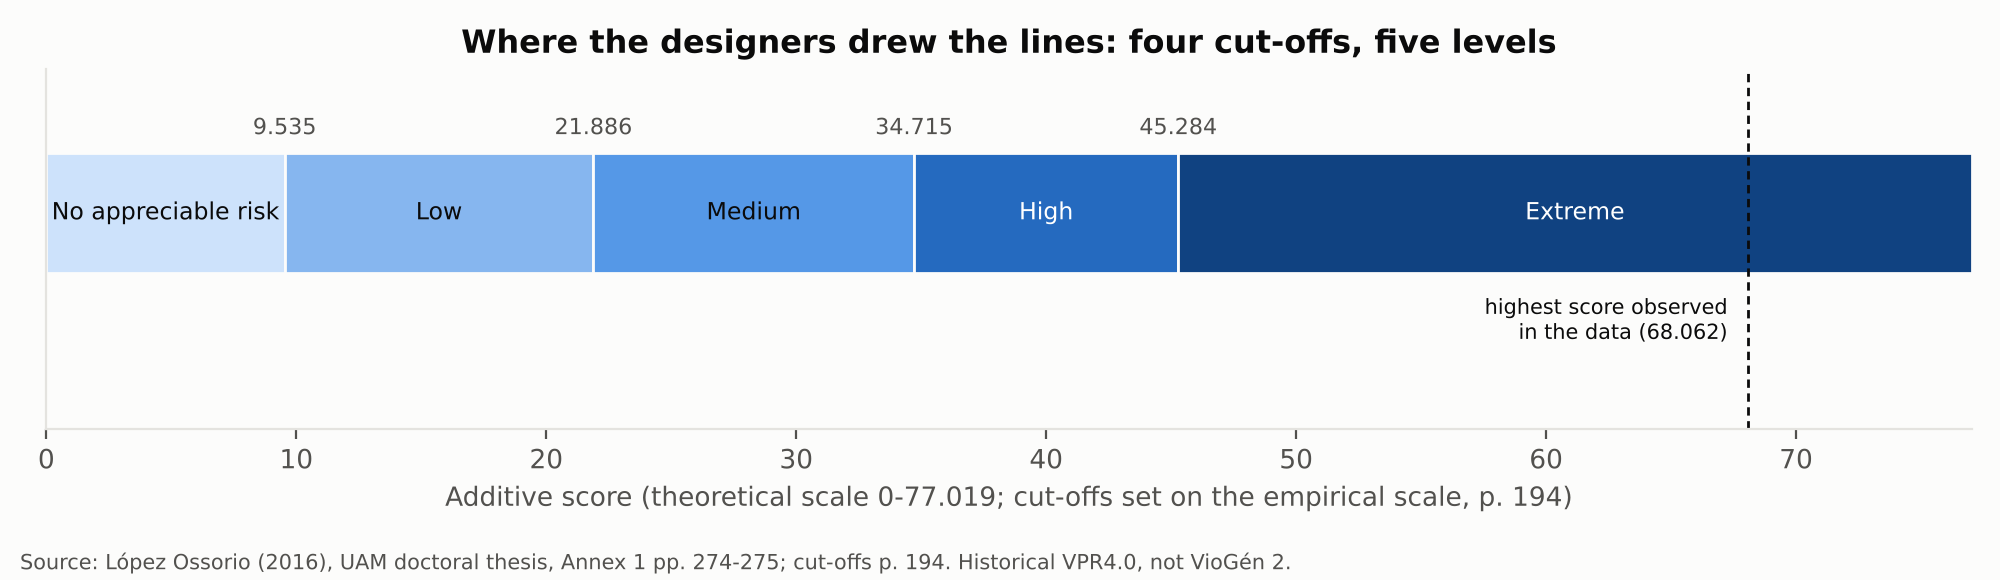 Where the designers drew the lines: four cut-offs, five levels
9.535 21.886 34.715 45.284
No appreciable risk Low Medium High Extreme
highest score observed
in the data (68.062)
0 10 20 30 40 50 60 70
Additive score (theoretical scale 0-77.019; cut-offs set on the empirical scale, p. 194)
Source: López Ossorio (2016), UAM doctoral thesis, Annex 1 pp. 274-275; cut-offs p. 194. Historical VPR4.0, not VioGén 2.